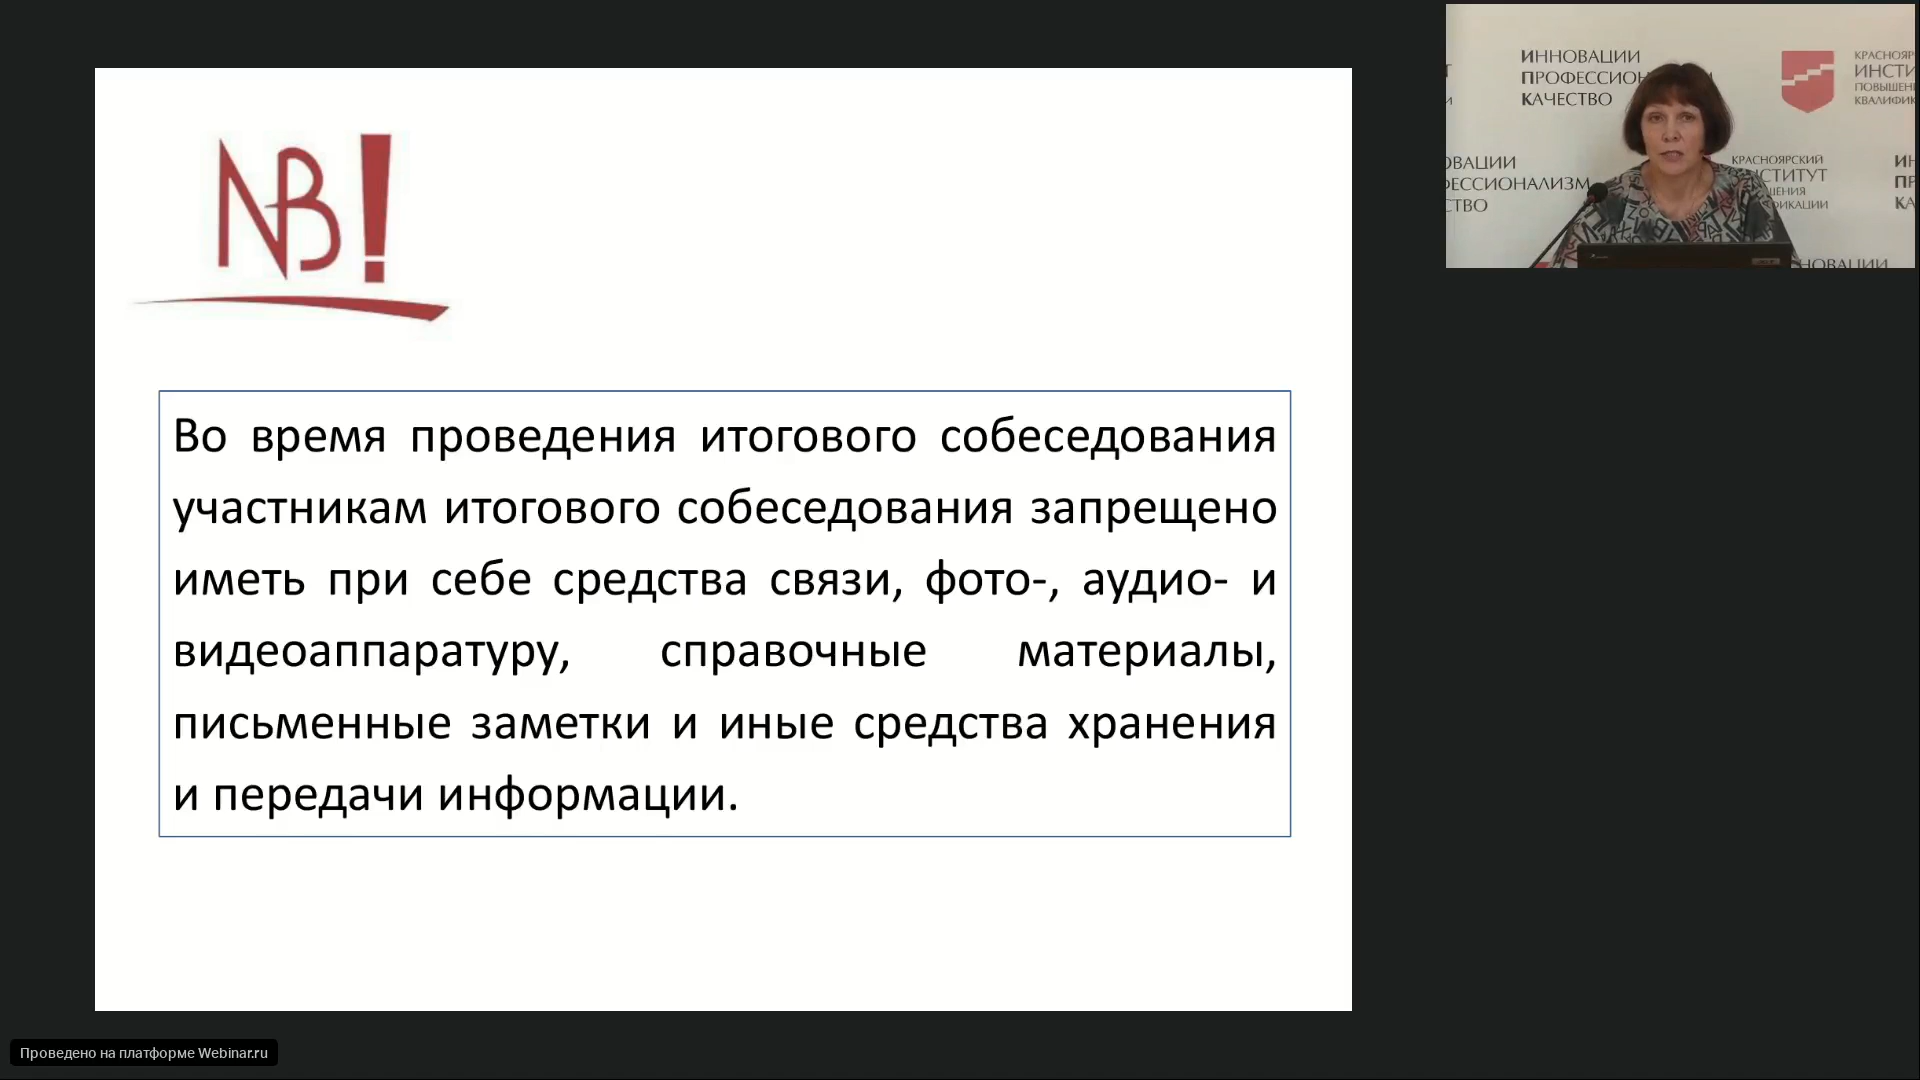 NB!
Во время проведения итогового собеседования
участникам итогового собеседования запрещено
иметь при себе средства связи, фото-, аудио- и
видеоаппаратуру, справочные материалы,
письменные заметки и иные средства хранения
и передачи информации.
ИННОВАЦИИ
КАЧЕСТВО
КРАСНОЯРСКИЙ
Проведено на платформе Webinar.ru